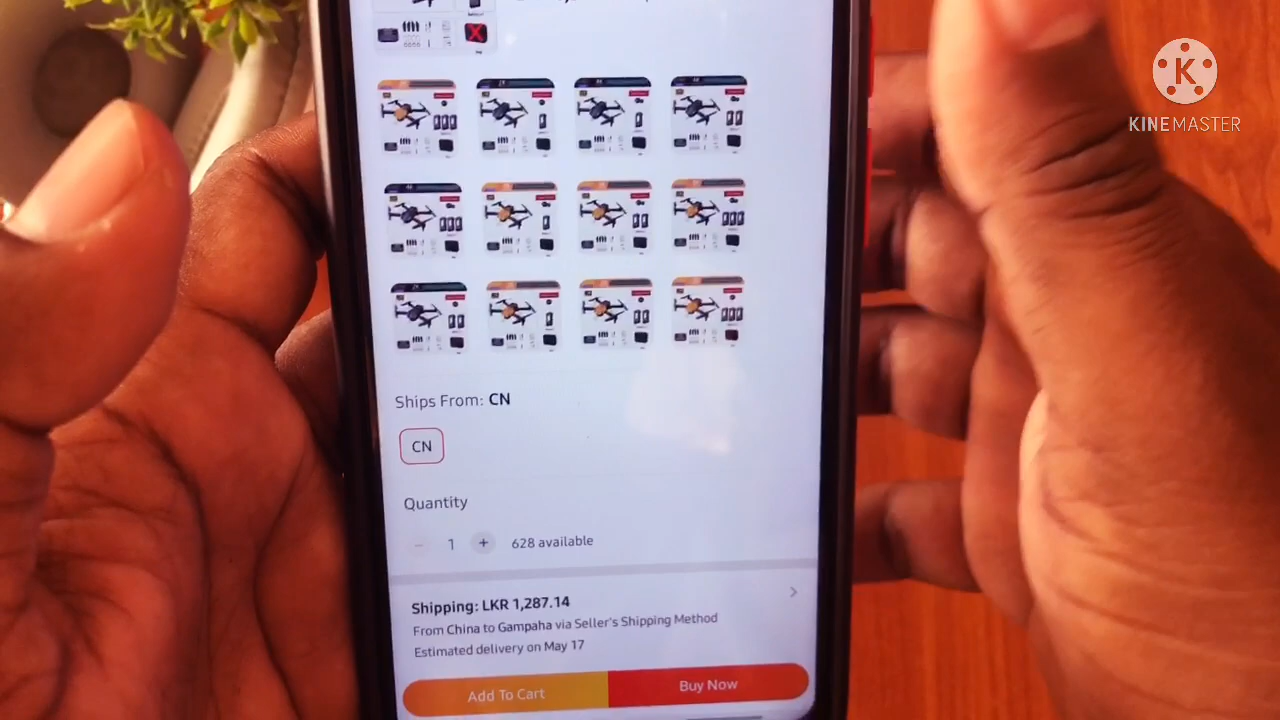 K
KINEMASTER
Ships From: CN
CN
Quantity
− 1 + 628 available
Shipping: LKR 1,287.14
From China to Gampaha via Seller's Shipping Method
Estimated delivery on May 17
Add To Cart
Buy Now